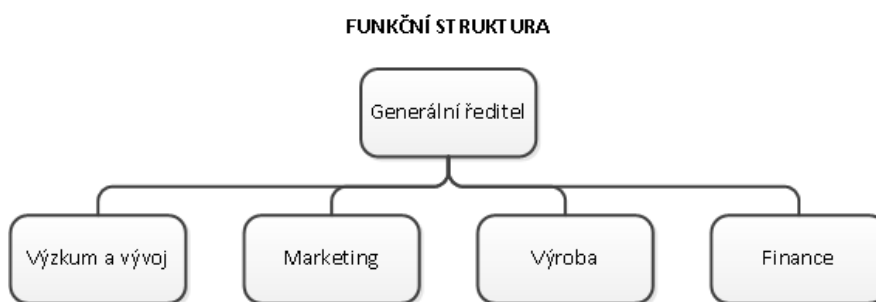 FUNKČNÍ STRUKTURA
Generální ředitel
Výzkum a vývoj
Marketing
Výroba
Finance